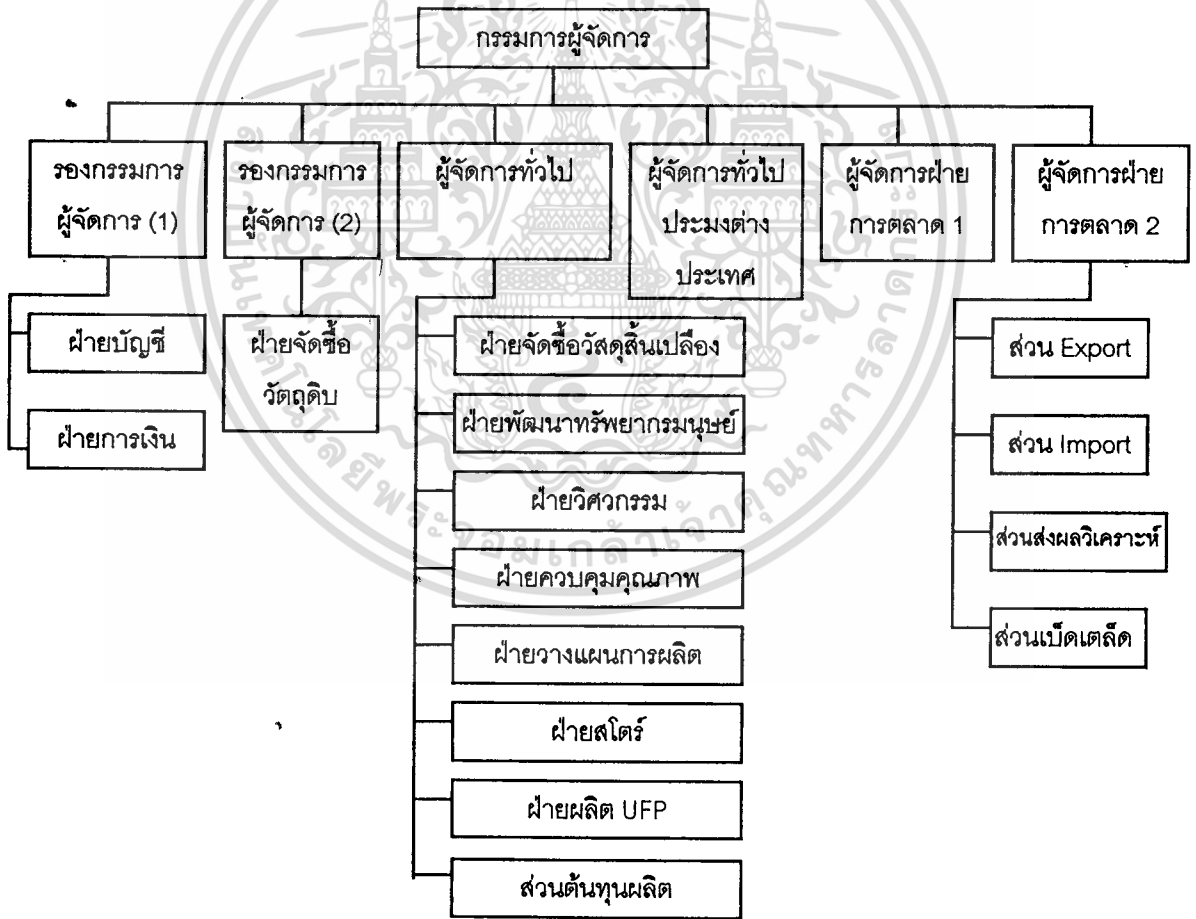 กรรมการผู้จัดการ
รองกรรมการ
ผู้จัดการ (1)
รองกรรมการ
ผู้จัดการ (2)
ผู้จัดการทั่วไป
ผู้จัดการทั่วไป
ประมงต่าง
ประเทศ
ผู้จัดการฝ่าย
การตลาด 1
ผู้จัดการฝ่าย
การตลาด 2
ฝ่ายบัญชี
ฝ่ายการเงิน
ฝ่ายจัดซื้อ
วัตถุดิบ
ฝ่ายจัดซื้อวัสดุสิ้นเปลือง
ฝ่ายพัฒนาทรัพยากรมนุษย์
ฝ่ายวิศวกรรม
ฝ่ายควบคุมคุณภาพ
ฝ่ายวางแผนการผลิต
ฝ่ายสโตร์
ฝ่ายผลิต UFP
ส่วนต้นทุนผลิต
ส่วน Export
ส่วน Import
ส่วนส่งผลวิเคราะห์
ส่วนเบ็ดเตล็ด